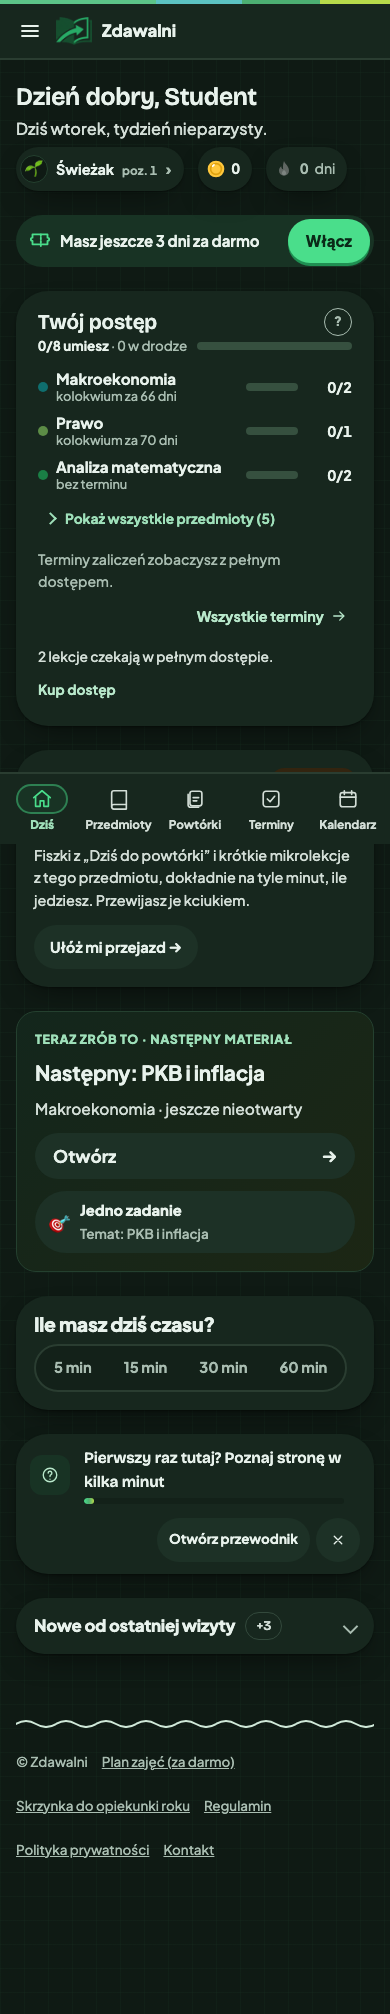 Zdawalni
Dzień dobry, Student
Dziś wtorek, tydzień nieparzysty.
Świeżak poz. 1 › 0 0 dni
Masz jeszcze 3 dni za darmo Włącz
Twój postęp ?
0/8 umiesz · 0 w drodze
Makroekonomia 0/2
kolokwium za 66 dni
Prawo 0/1
kolokwium za 70 dni
Analiza matematyczna 0/2
bez terminu
Pokaż wszystkie przedmioty (5)
Terminy zaliczeń zobaczysz z pełnym
dostępem.
Wszystkie terminy →
2 lekcje czekają w pełnym dostępie.
Kup dostęp
Dziś Przedmioty Powtórki Terminy Kalendarz
Fiszki z „Dziś do powtórki” i krótkie mikrolekcje
z tego przedmiotu, dokładnie na tyle minut, ile
jedziesz. Przewijasz je kciukiem.
Ułóż mi przejazd →
TERAZ ZRÓB TO · NASTĘPNY MATERIAŁ
Następny: PKB i inflacja
Makroekonomia · jeszcze nieotwarty
Otwórz →
Jedno zadanie
Temat: PKB i inflacja
Ile masz dziś czasu?
5 min 15 min 30 min 60 min
Pierwszy raz tutaj? Poznaj stronę w
kilka minut
Otwórz przewodnik ×
Nowe od ostatniej wizyty +3
© Zdawalni Plan zajęć (za darmo)
Skrzynka do opiekunki roku Regulamin
Polityka prywatności Kontakt